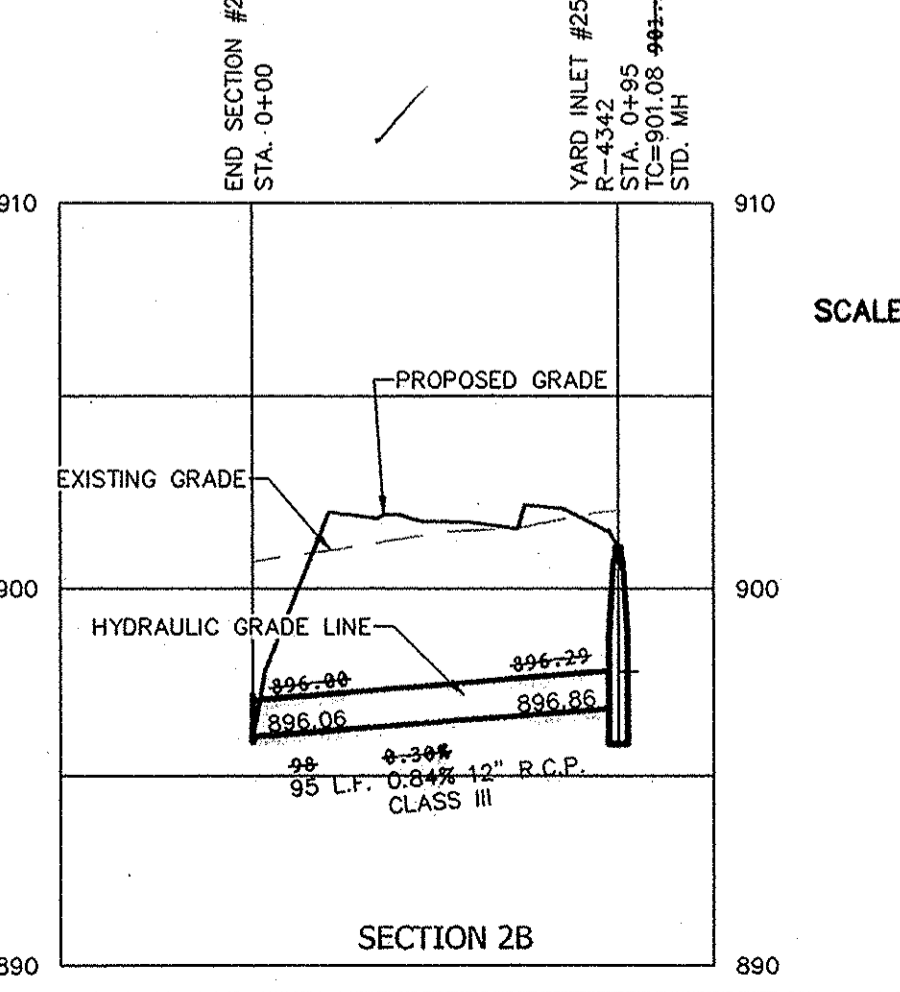 END SECTION #2
STA. 0+00
YARD INLET #25
R-4342
STA. 0+95
TC=901.08 901.
STD. MH
910
910
SCALE
PROPOSED GRADE
EXISTING GRADE
900
900
HYDRAULIC GRADE LINE
896.00
896.29
896.06
896.86
98 0.30%
95 L.F. 0.84% 12" R.C.P.
CLASS III
SECTION 2B
890
890